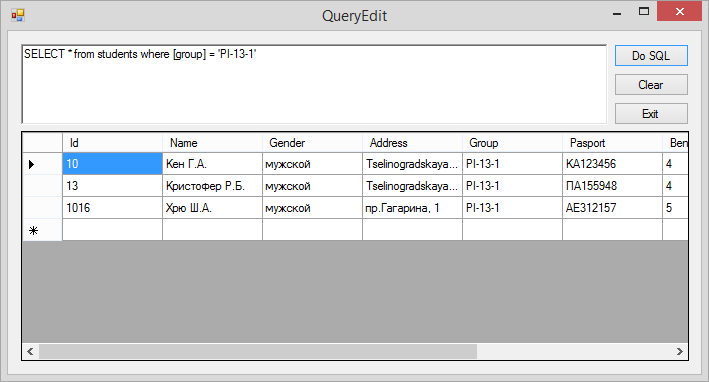 QueryEdit
SELECT * from students where [group] = 'PI-13-1'
Do SQL
Clear
Exit
Id Name Gender Address Group Pasport Ben
10 Кен Г.А. мужской Tselinogradskaya... PI-13-1 КА123456 4
13 Кристофер Р.Б. мужской Tselinogradskaya... PI-13-1 ПА155948 4
1016 Хрю Ш.А. мужской пр.Гагарина, 1 PI-13-1 АЕ312157 5